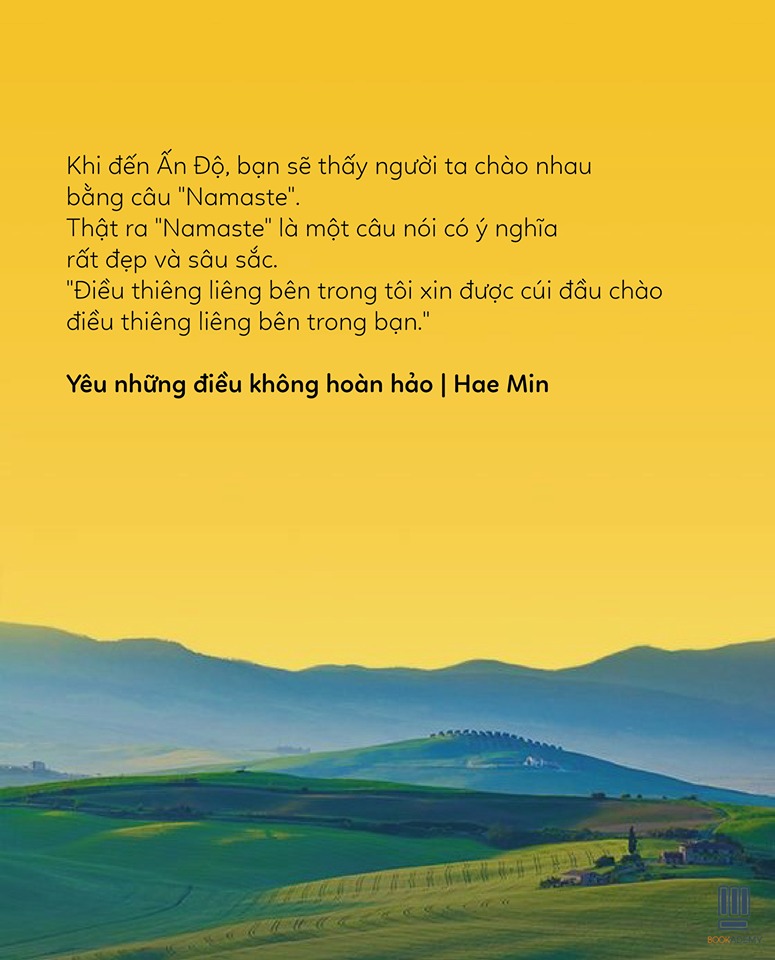 Khi đến Ấn Độ, bạn sẽ thấy người ta chào nhau
bằng câu "Namaste".
Thật ra "Namaste" là một câu nói có ý nghĩa
rất đẹp và sâu sắc.
"Điều thiêng liêng bên trong tôi xin được cúi đầu chào
điều thiêng liêng bên trong bạn."
Yêu những điều không hoàn hảo | Hae Min